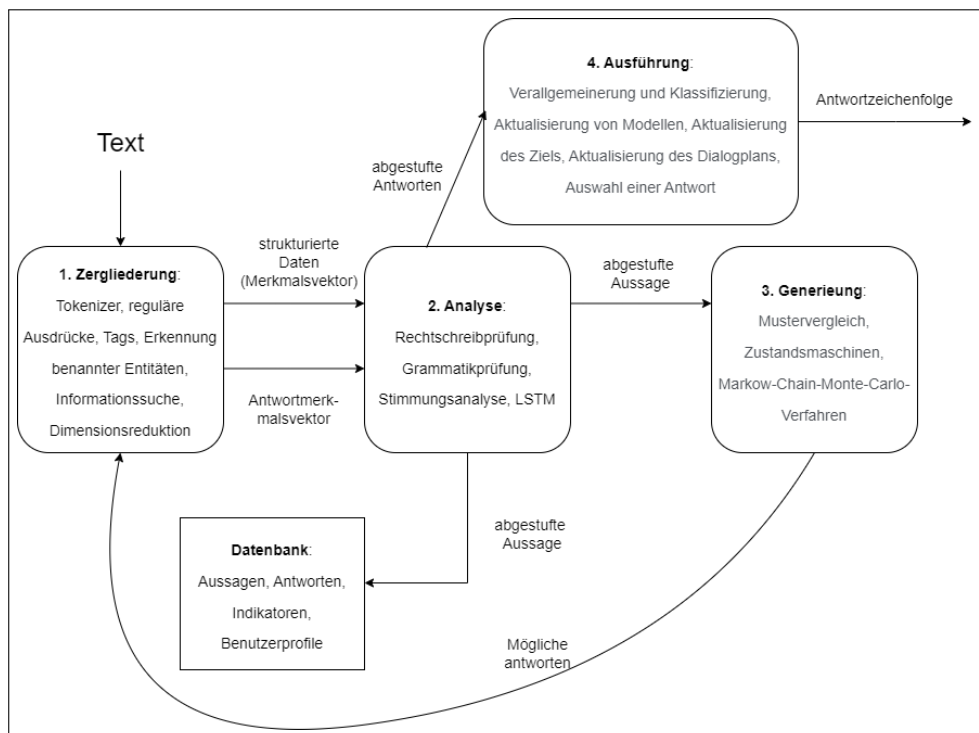 4. Ausführung:
Verallgemeinerung und Klassifizierung,
Aktualisierung von Modellen, Aktualisierung
des Ziels, Aktualisierung des Dialogplans,
Auswahl einer Antwort
Antwortzeichenfolge
Text
abgestufte
Antworten
1. Zergliederung:
Tokenizer, reguläre
Ausdrücke, Tags, Erkennung
benannter Entitäten,
Informationssuche,
Dimensionsreduktion
strukturierte
Daten
(Merkmalsvektor)
Antwortmerk-
malsvektor
2. Analyse:
Rechtschreibprüfung,
Grammatikprüfung,
Stimmungsanalyse, LSTM
abgestufte
Aussage
3. Generieung:
Mustervergleich,
Zustandsmaschinen,
Markow-Chain-Monte-Carlo-
Verfahren
abgestufte
Aussage
Datenbank:
Aussagen, Antworten,
Indikatoren,
Benutzerprofile
Mögliche
antworten